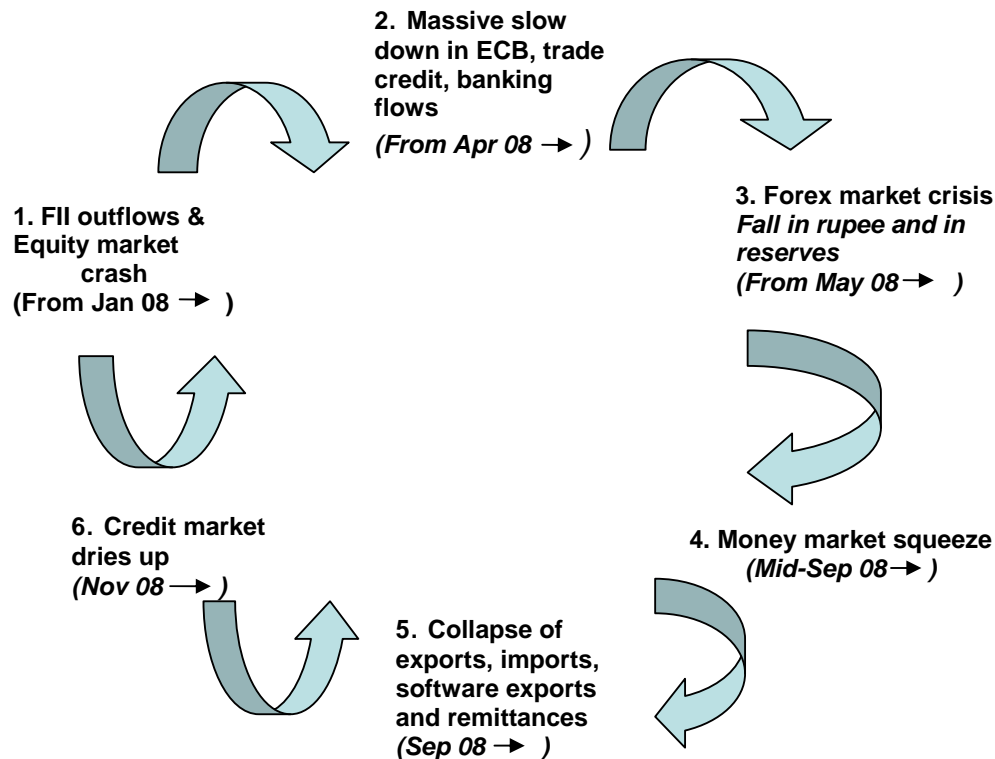 1. FII outflows &
Equity market
crash
(From Jan 08 → )
2. Massive slow
down in ECB, trade
credit, banking
flows
(From Apr 08 → )
3. Forex market crisis
Fall in rupee and in
reserves
(From May 08 → )
4. Money market squeeze
(Mid-Sep 08 → )
5. Collapse of
exports, imports,
software exports
and remittances
(Sep 08 → )
6. Credit market
dries up
(Nov 08 → )